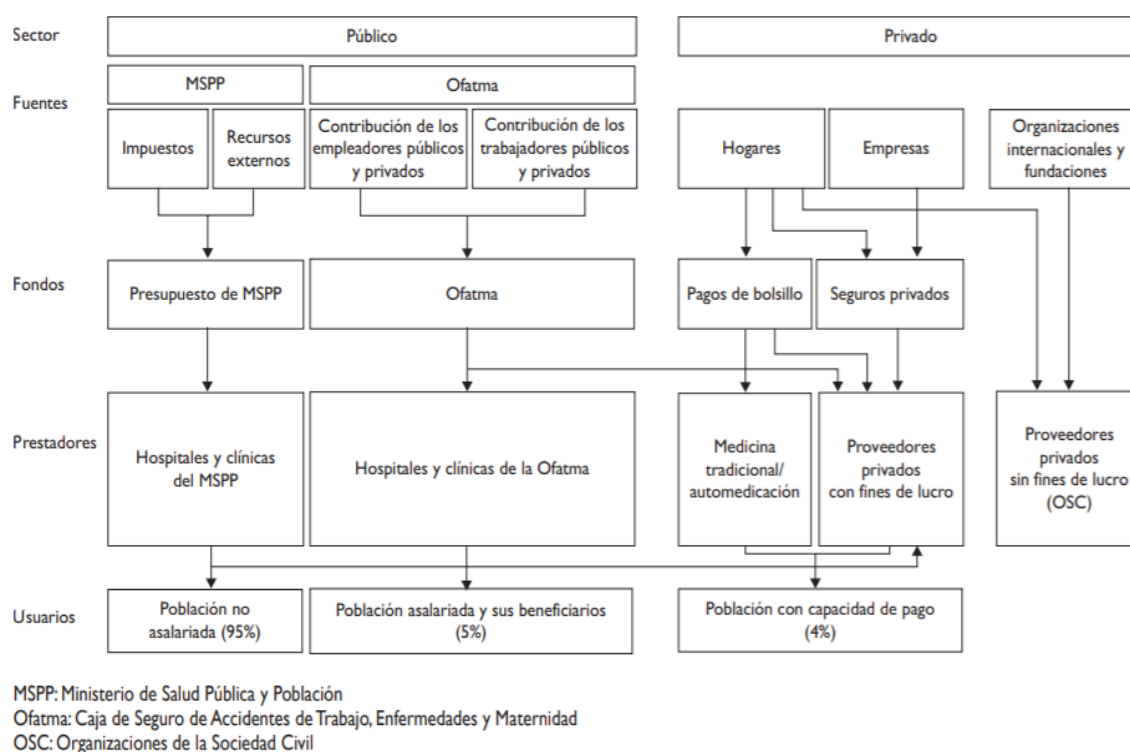 Sector
Público
Privado
Fuentes
MSPP
Ofatma
Impuestos
Recursos
externos
Contribución de los
empleadores públicos
y privados
Contribución de los
trabajadores públicos
y privados
Hogares
Empresas
Organizaciones
internacionales y
fundaciones
Fondos
Presupuesto de MSPP
Ofatma
Pagos de bolsillo
Seguros privados
Prestadores
Hospitales y clínicas
del MSPP
Hospitales y clínicas de la Ofatma
Medicina
tradicional/
automedicación
Proveedores
privados
con fines de lucro
Proveedores
privados
sin fines de lucro
(OSC)
Usuarios
Población no
asalariada (95%)
Población asalariada y sus beneficiarios
(5%)
Población con capacidad de pago
(4%)
MSPP: Ministerio de Salud Pública y Población
Ofatma: Caja de Seguro de Accidentes de Trabajo, Enfermedades y Maternidad
OSC: Organizaciones de la Sociedad Civil